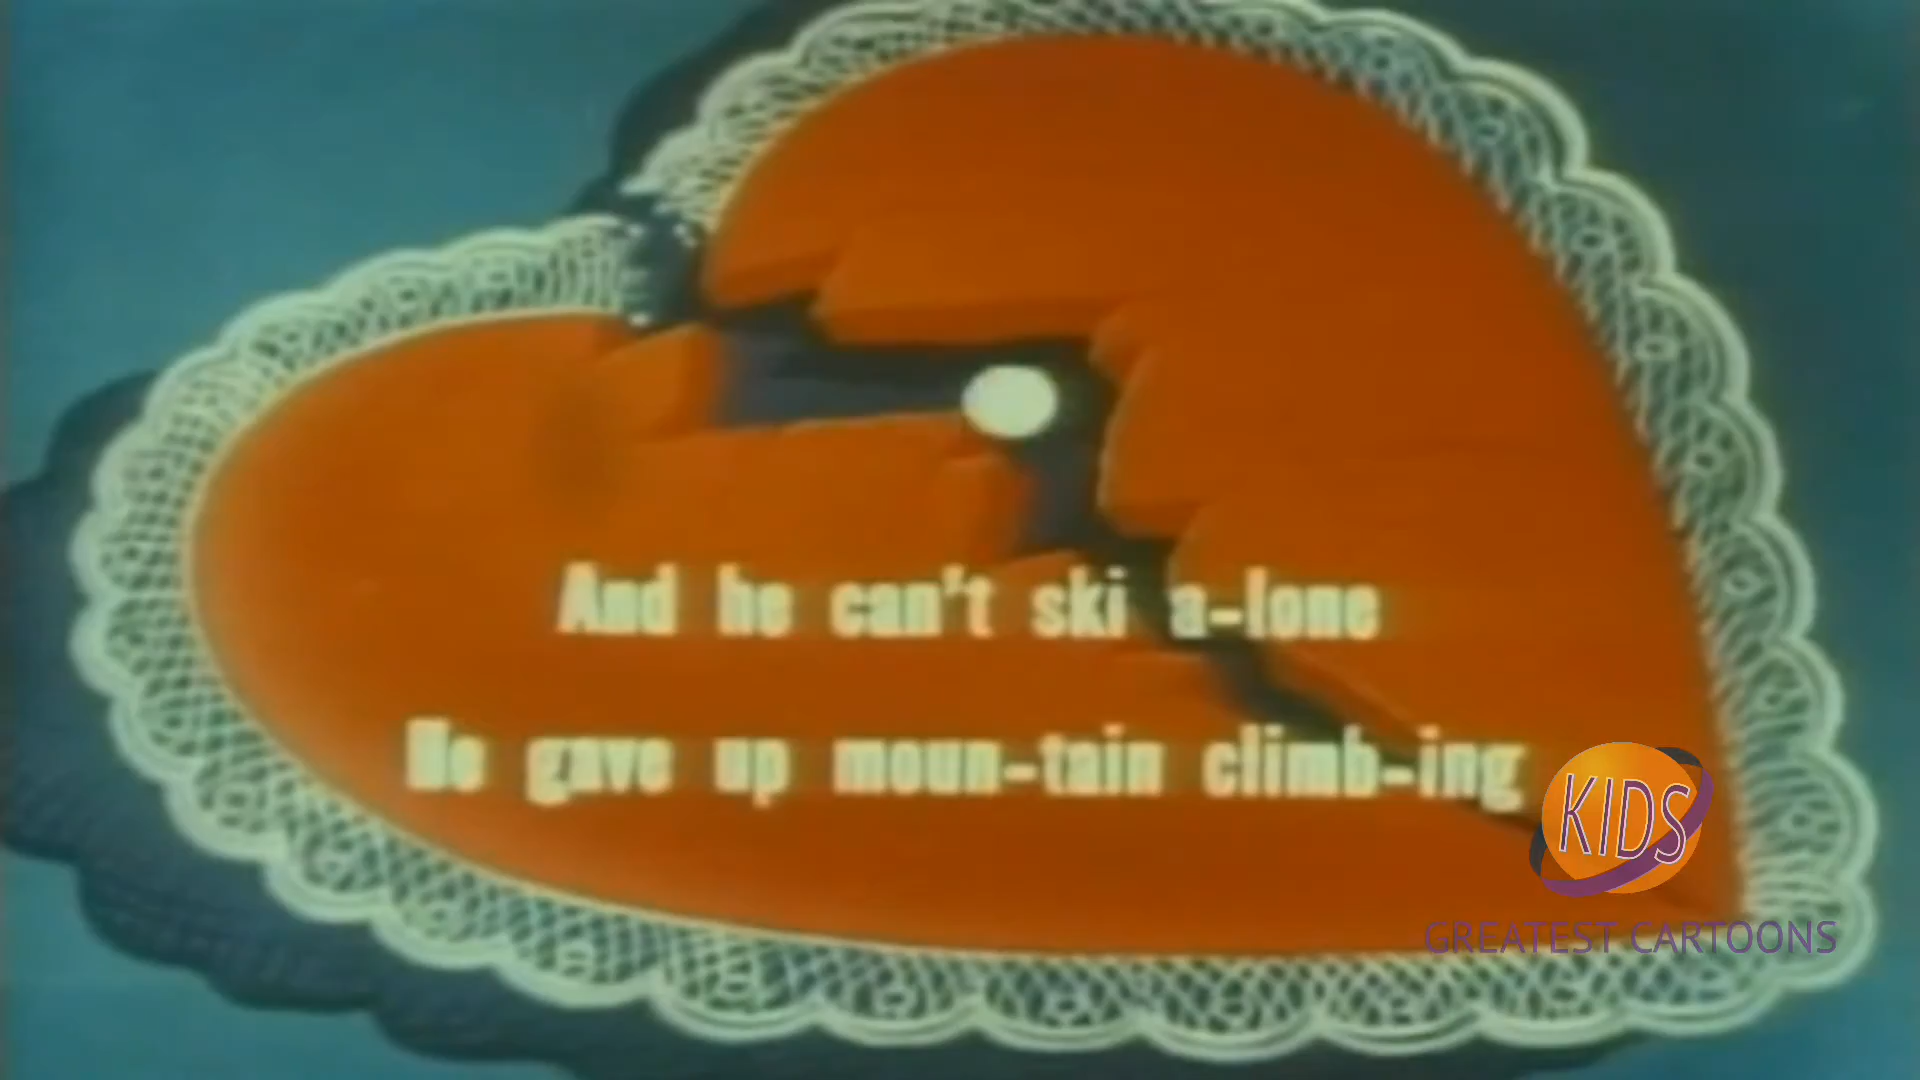 And he can't ski a-lone
He gave up moun-tain climb-ing
KIDS
GREATEST CARTOONS